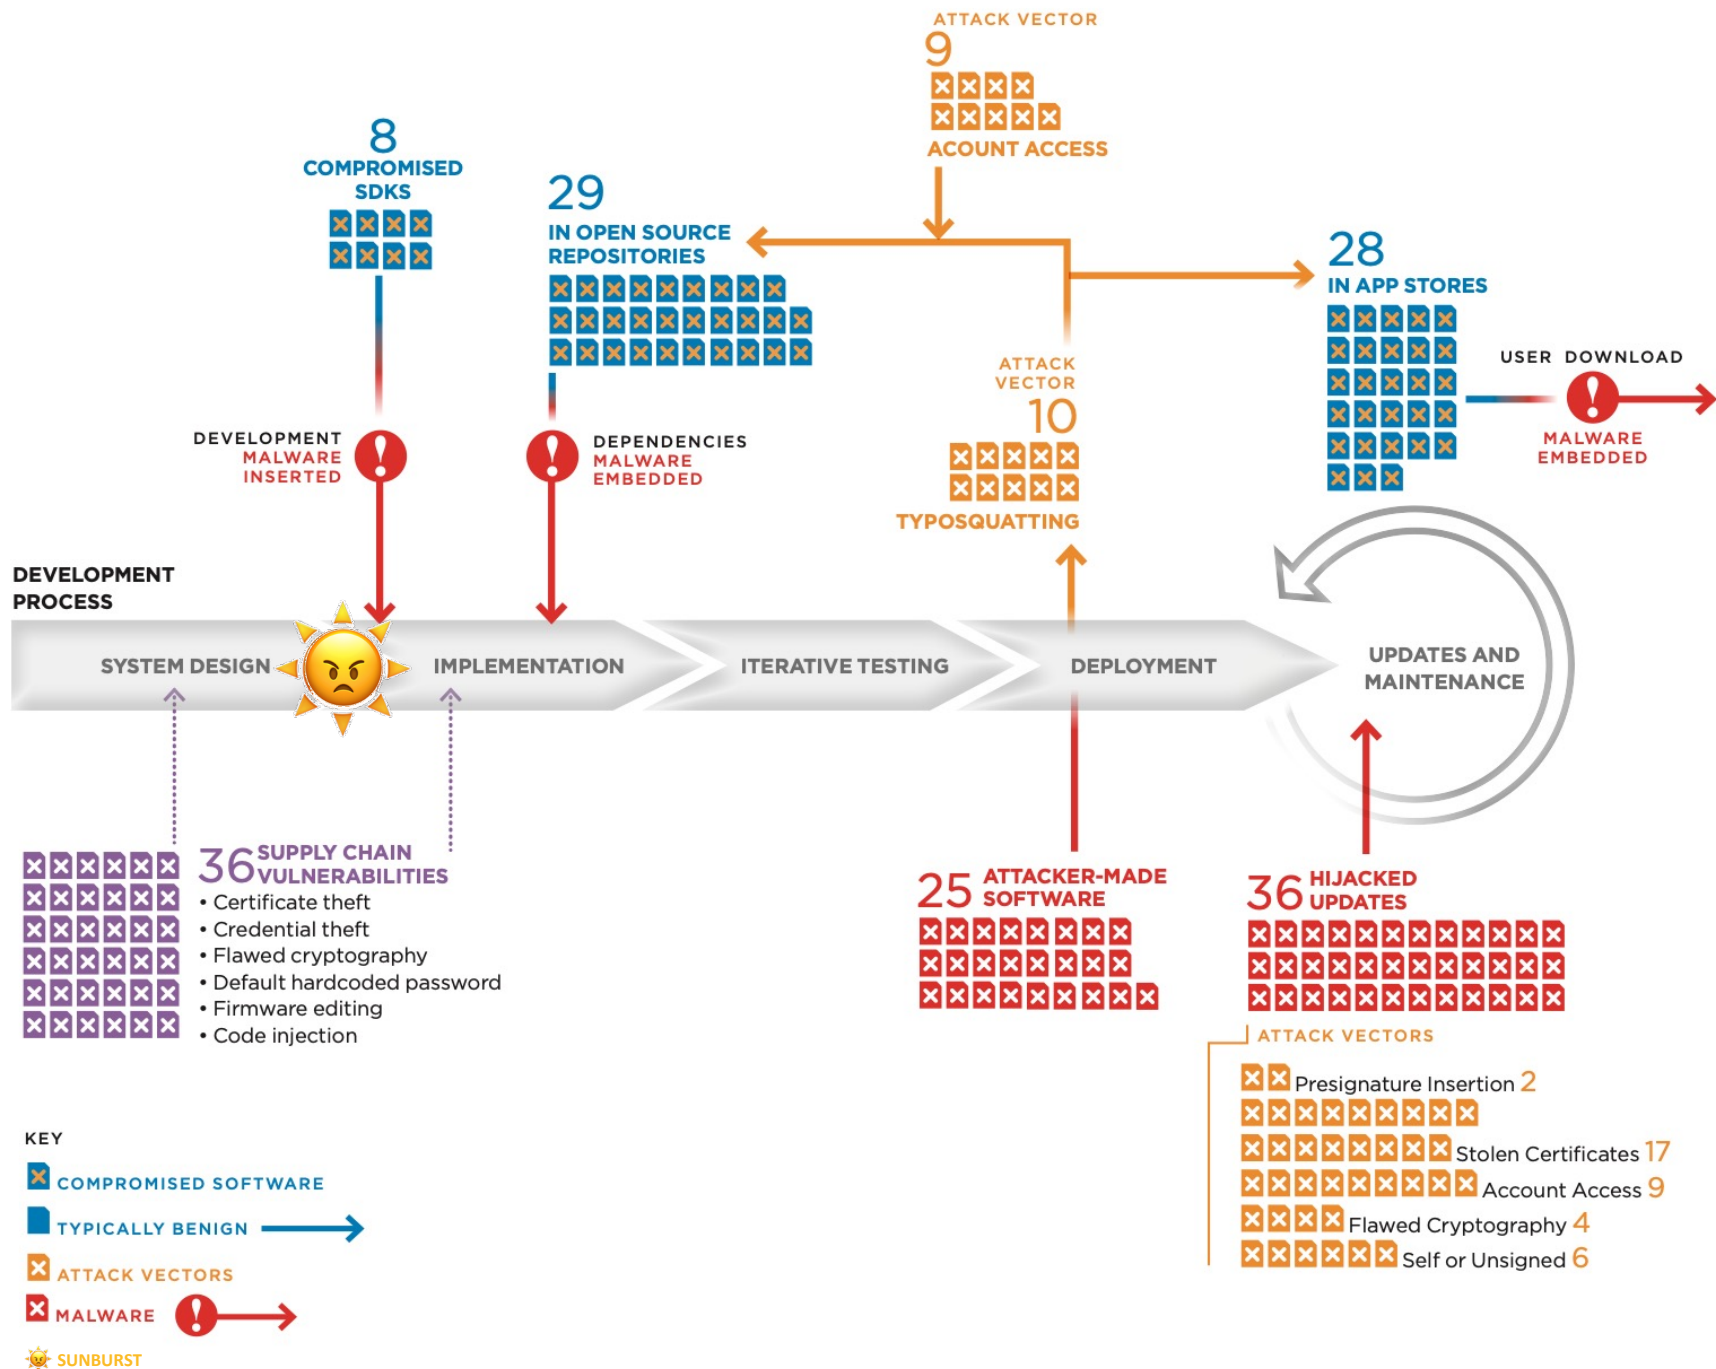 ATTACK VECTOR
9
ACOUNT ACCESS
8
COMPROMISED
SDKS
29
IN OPEN SOURCE
REPOSITORIES
28
IN APP STORES
ATTACK
VECTOR
10
TYPOSQUATTING
USER DOWNLOAD
MALWARE
EMBEDDED
DEVELOPMENT
MALWARE
INSERTED
DEPENDENCIES
MALWARE
EMBEDDED
DEVELOPMENT
PROCESS
SYSTEM DESIGN
IMPLEMENTATION
ITERATIVE TESTING
DEPLOYMENT
UPDATES AND
MAINTENANCE
36 SUPPLY CHAIN
VULNERABILITIES
• Certificate theft
• Credential theft
• Flawed cryptography
• Default hardcoded password
• Firmware editing
• Code injection
25 ATTACKER-MADE
SOFTWARE
36 HIJACKED
UPDATES
ATTACK VECTORS
Presignature Insertion 2
Stolen Certificates 17
Account Access 9
Flawed Cryptography 4
Self or Unsigned 6
KEY
COMPROMISED SOFTWARE
TYPICALLY BENIGN
ATTACK VECTORS
MALWARE
SUNBURST